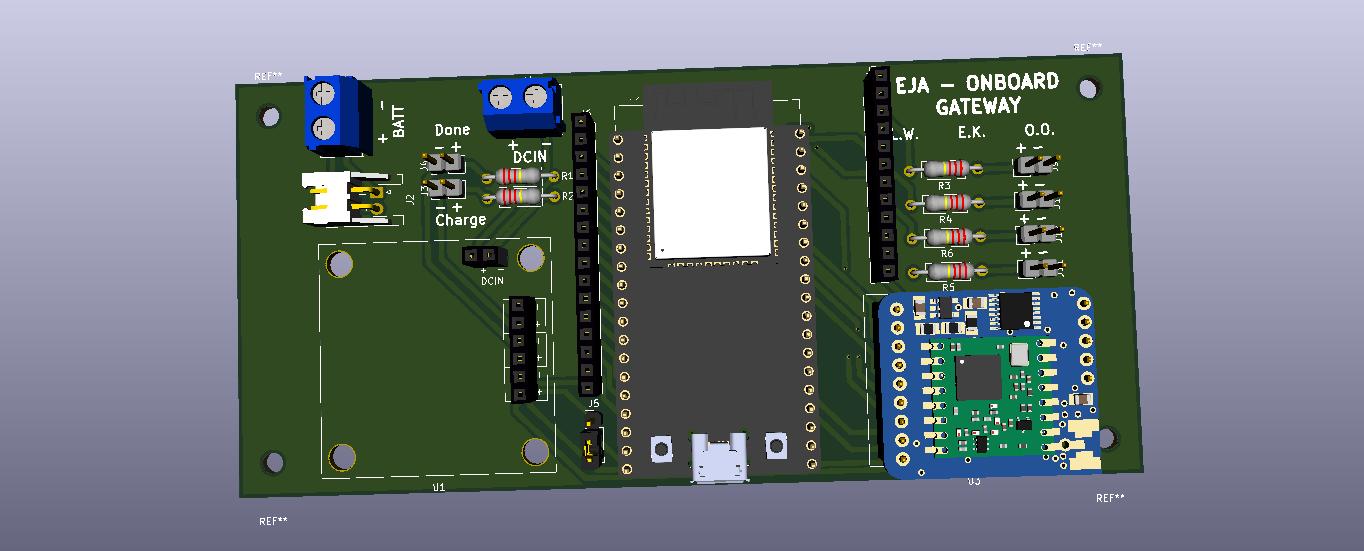 REF**
REF**
EJA – ONBOARD
GATEWAY
E.K.
O.O.
+ −
BATT
Done
− +
+ −
DCIN
R1
R2
J2
J3
− +
Charge
+ −
DCIN
+
+
+
J5
U1
+ −
R3
+ −
R4
+ −
R6
+ −
R5
REF**
REF**